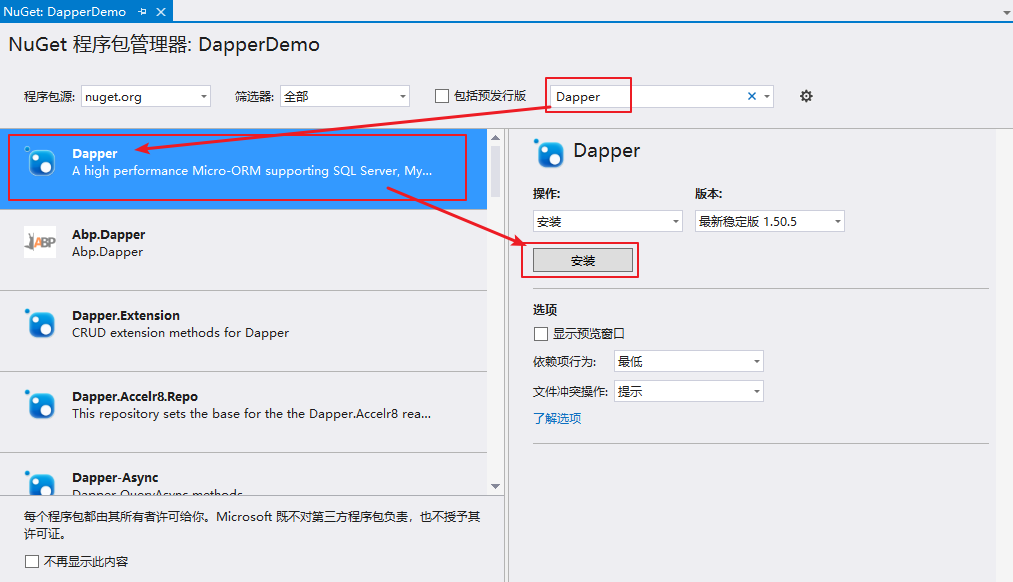 NuGet: DapperDemo
NuGet 程序包管理器: DapperDemo
程序包源: nuget.org 筛选器: 全部 包括预发行版 Dapper
Dapper
A high performance Micro-ORM supporting SQL Server, My...
ABP
Abp.Dapper
Abp.Dapper
Dapper.Extension
CRUD extension methods for Dapper
Dapper.Accelr8.Repo
This repository sets the base for the the Dapper.Accelr8 rea...
Dapper-Async
Dapper QueryAsync methods
每个程序包都由其所有者许可给你。Microsoft 既不对第三方程序包负责，也不授予其
许可证。
不再显示此内容
Dapper
操作: 版本:
安装 最新稳定版 1.50.5
安装
选项
显示预览窗口
依赖项行为: 最低
文件冲突操作: 提示
了解选项